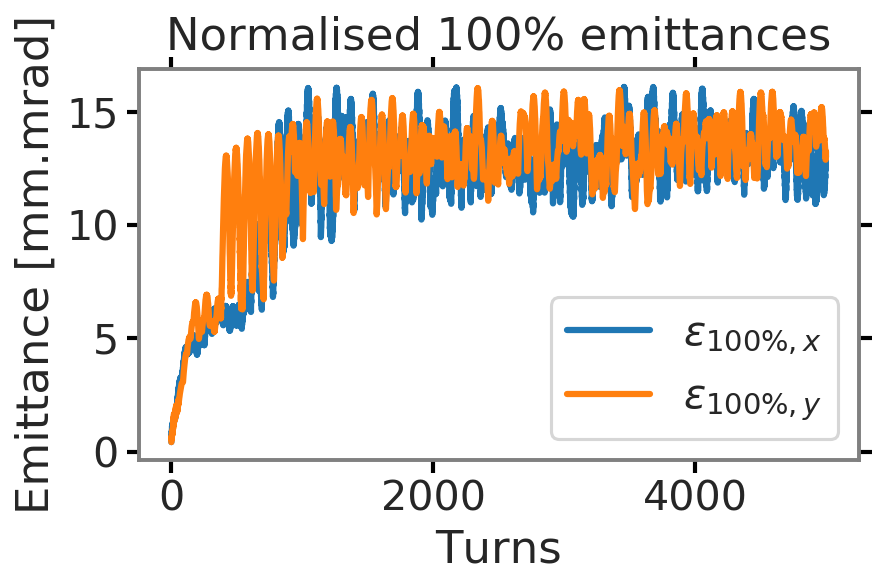 Normalised 100% emittances
Emittance [mm.mrad]
15
10
5
0
0 2000 4000
Turns
ε100%, x
ε100%, y